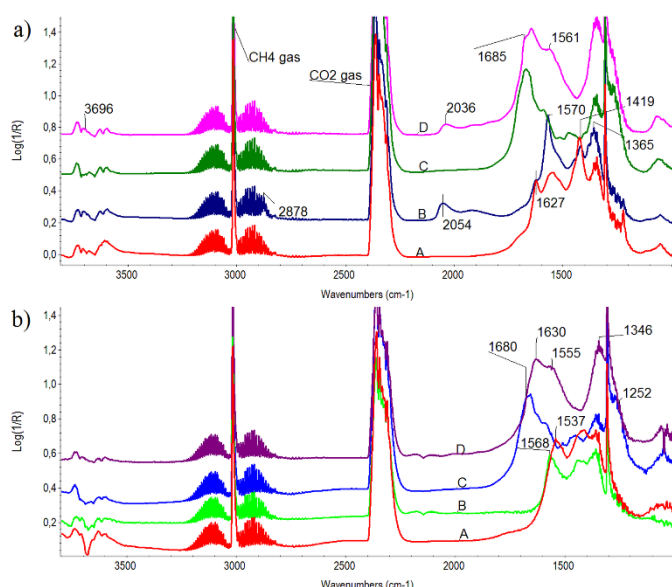 a)
1,4
1,2
1,0
0,8
0,6
0,4
0,2
0,0
Log(1/R)
CH4 gas
CO2 gas
3696
2878
2036
2054
1685
1561
1570
1419
1365
1627
D
C
B
A
3500
3000
2500
2000
1500
Wavenumbers (cm-1)
b)
1,4
1,2
1,0
0,8
0,6
0,4
0,2
Log(1/R)
1680
1630
1555
1346
1252
1537
1568
D
C
B
A
3500
3000
2500
2000
1500
Wavenumbers (cm-1)